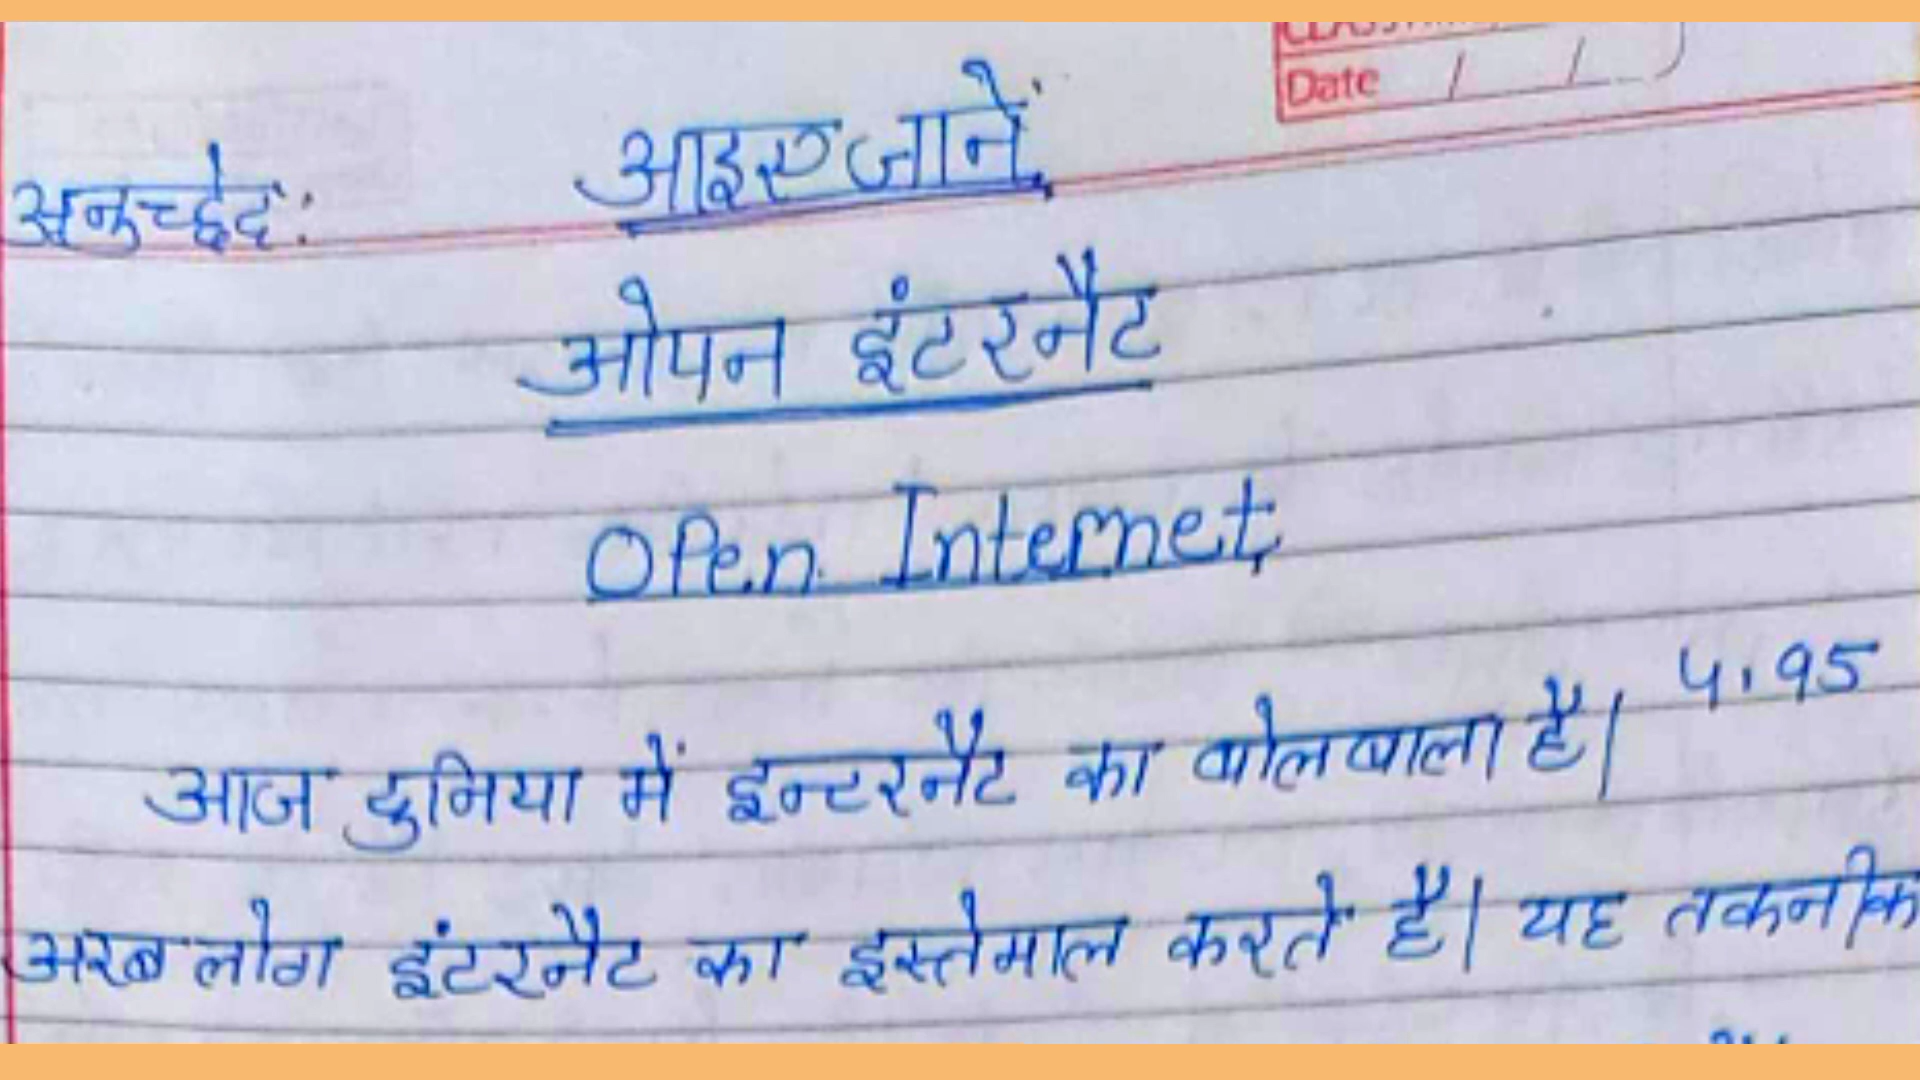 Date / /
आइए जानें
अनुच्छेद:
ओपन इंटरनैट
Open Internet
आज दुनिया में इन्टरनैट का बोलबाला है। 4.95
अरब लोग इंटरनैट का इस्तेमाल करते है। यह तकनीक